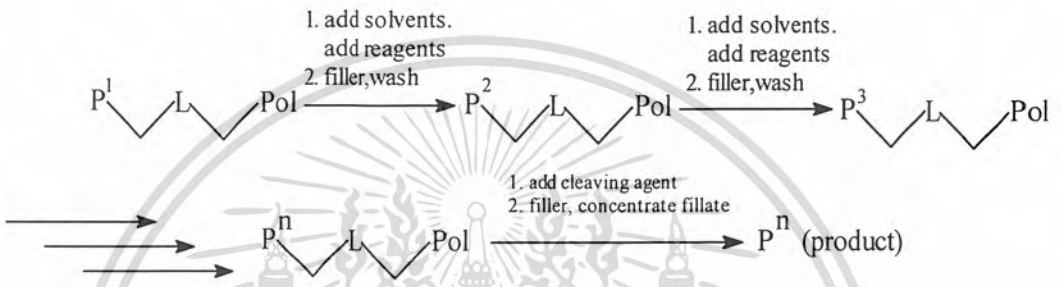 1. add solvents.
add reagents
2. filler,wash
1. add solvents.
add reagents
2. filler,wash
P¹ L Pol
P² L Pol
P³ L Pol
1. add cleaving agent
2. filler, concentrate fillate
Pⁿ L Pol
Pⁿ (product)